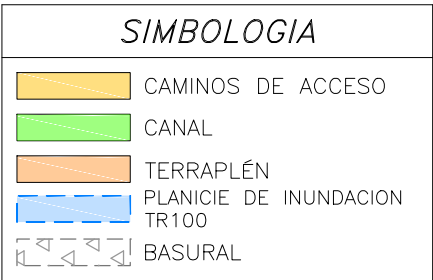 SIMBOLOGIA
CAMINOS DE ACCESO
CANAL
TERRAPLÉN
PLANICIE DE INUNDACION
TR100
BASURAL